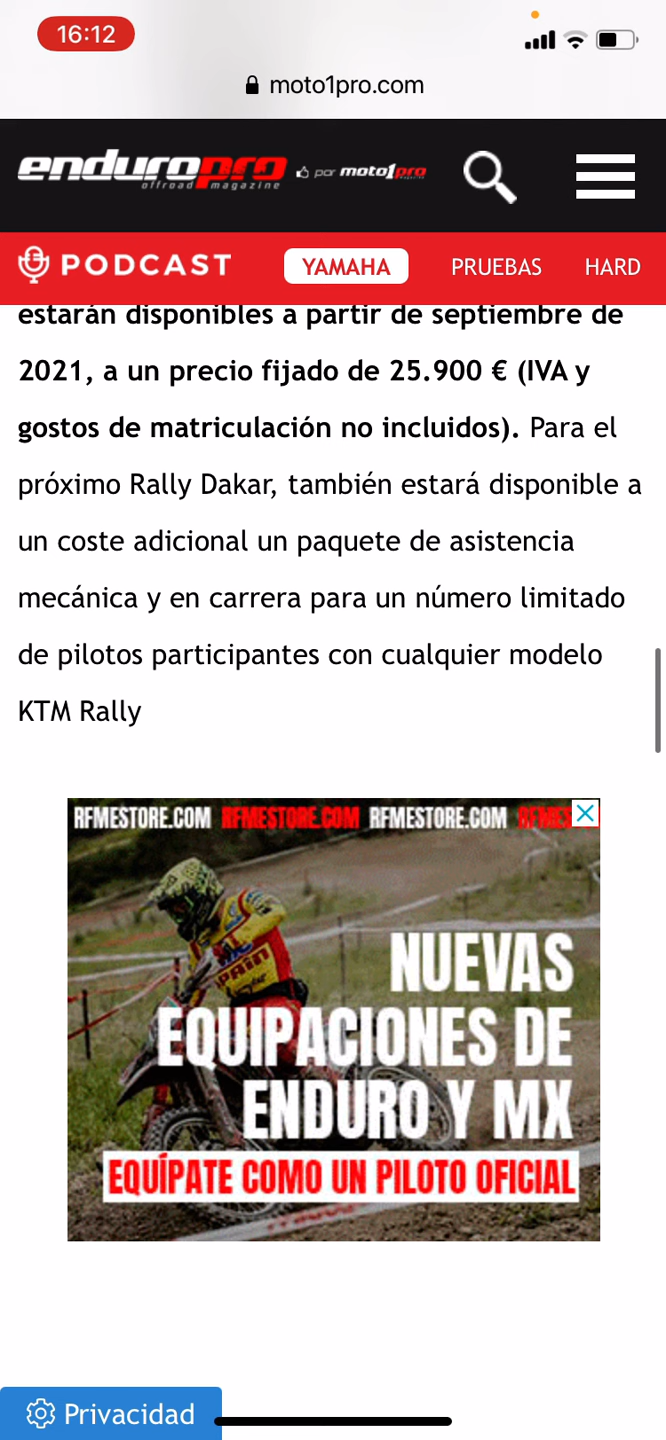 16:12
moto1pro.com
enduropro por moto1pro
offroad magazine
PODCAST YAMAHA PRUEBAS HARD
estarán disponibles a partir de septiembre de
2021, a un precio fijado de 25.900 € (IVA y
gostos de matriculación no incluidos). Para el
próximo Rally Dakar, también estará disponible a
un coste adicional un paquete de asistencia
mecánica y en carrera para un número limitado
de pilotos participantes con cualquier modelo
KTM Rally
RFMESTORE.COM RFMESTORE.COM RFMESTORE.COM RFMES
NUEVAS
EQUIPACIONES DE
ENDURO Y MX
EQUÍPATE COMO UN PILOTO OFICIAL
Privacidad